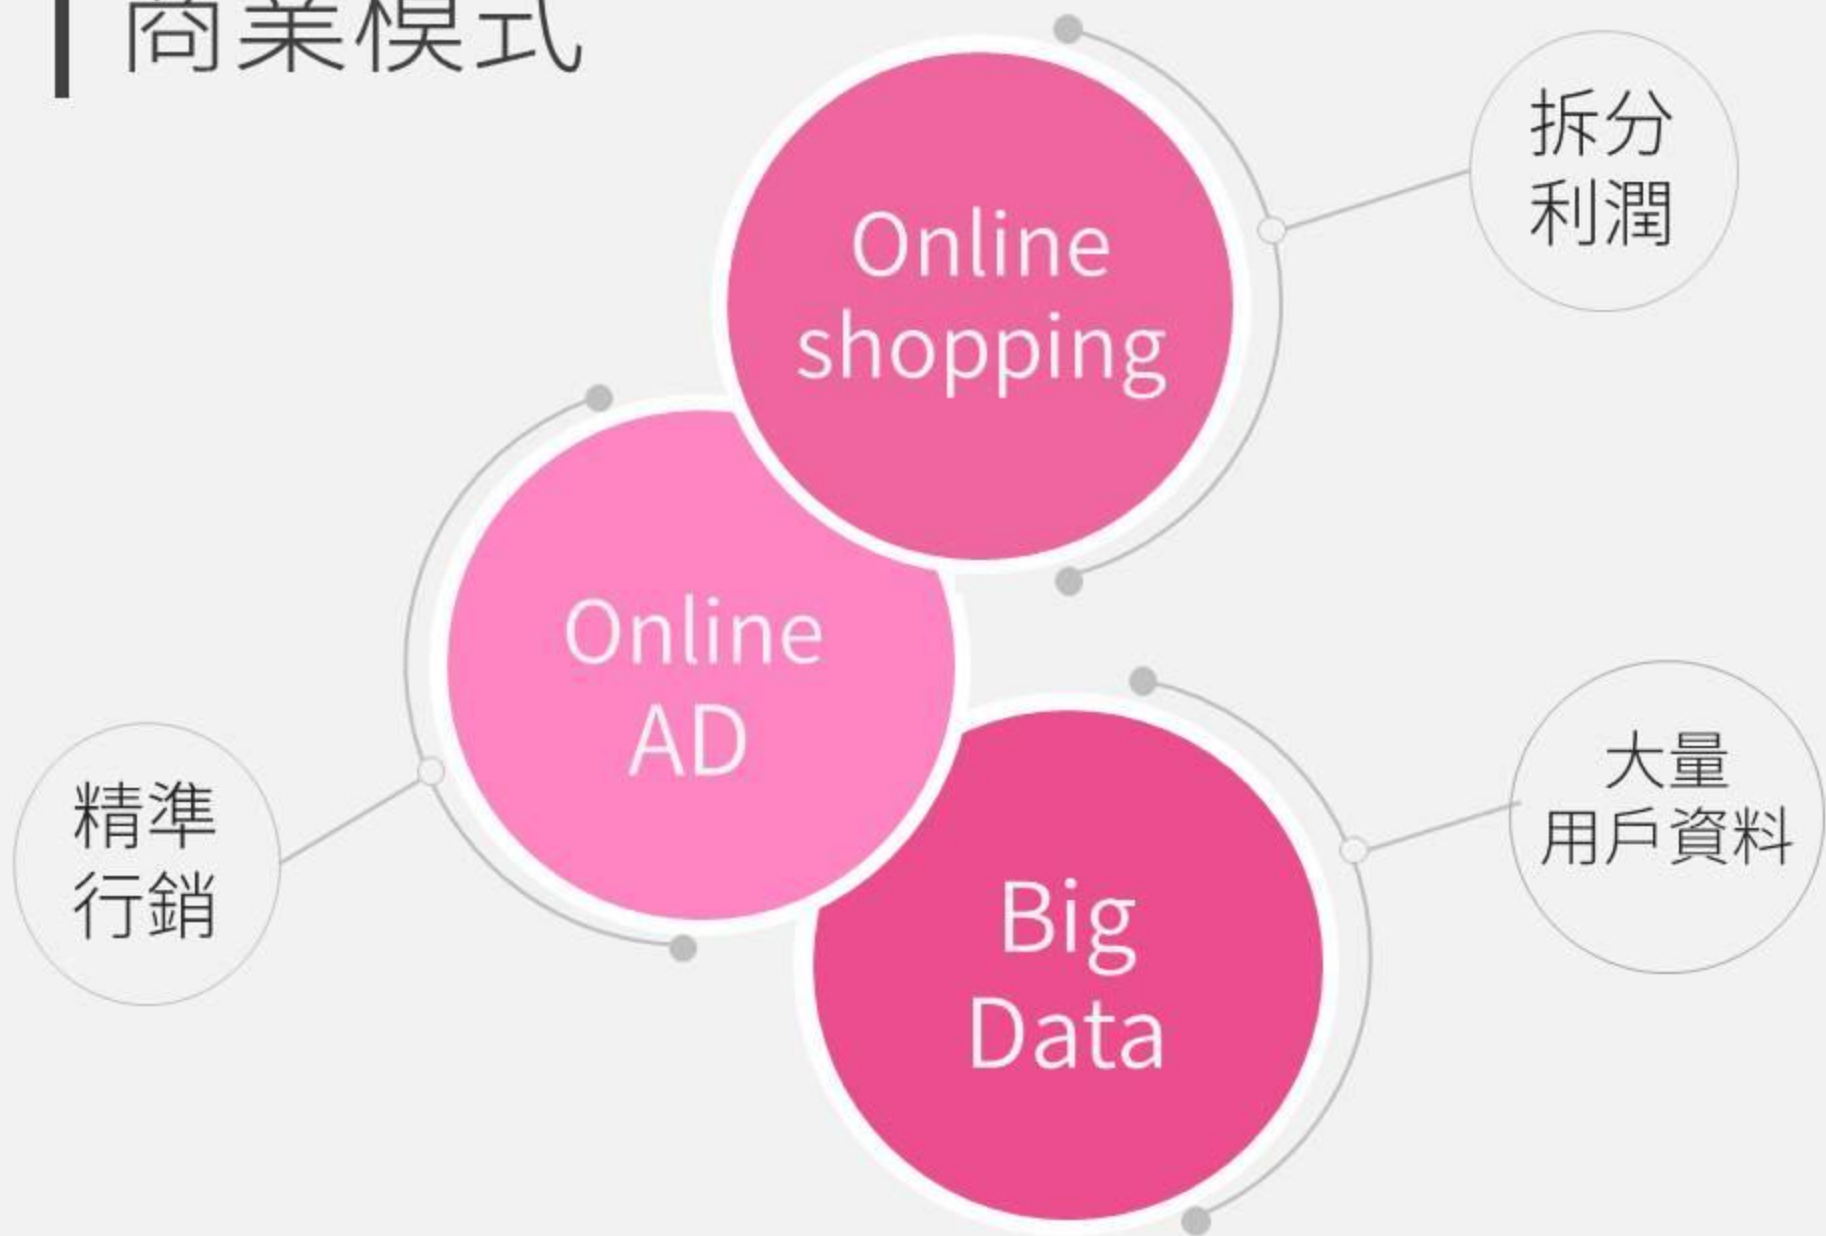 商業模式
拆分
利潤
Online
shopping
Online
AD
精準
行銷
大量
用戶資料
Big
Data